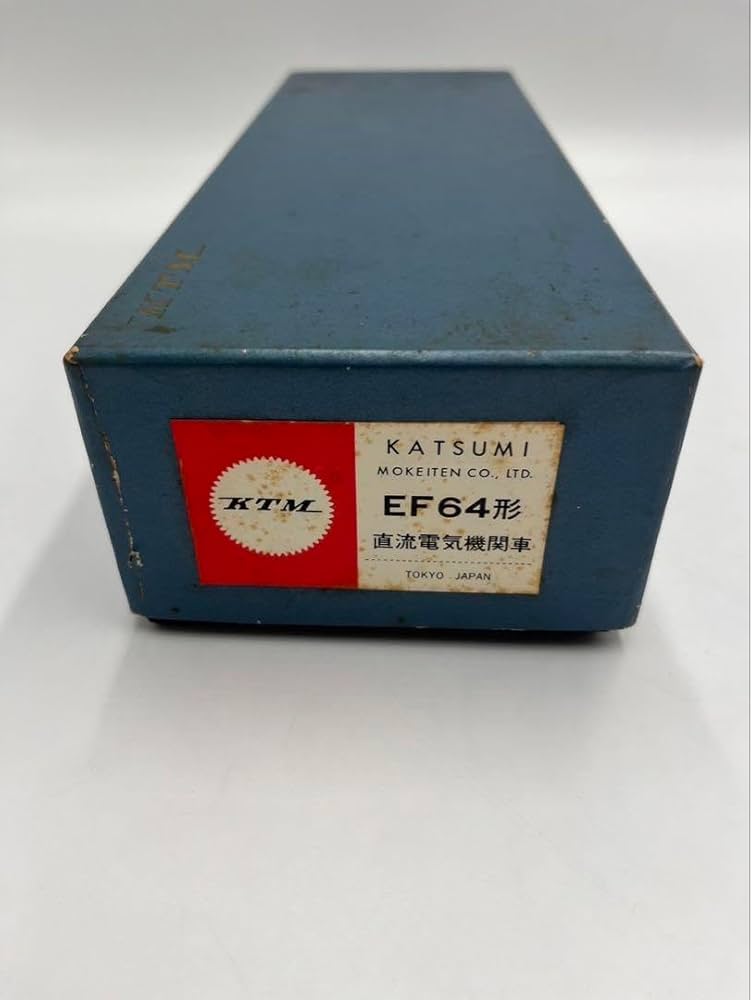 KTM
KTM
KATSUMI
MOKEITEN CO., LTD.
EF64形
直流電気機関車
TOKYO . JAPAN